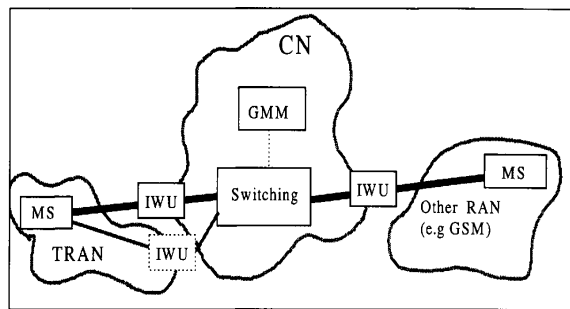 CN
GMM
IWU
Switching
IWU
MS
MS
Other RAN
(e.g GSM)
TRAN
IWU